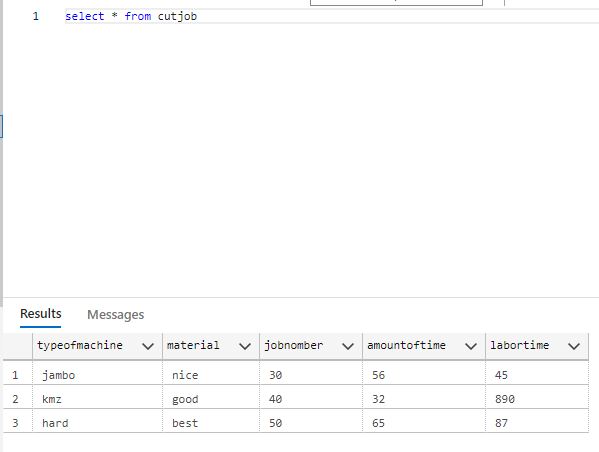 1 select * from cutjob
Results Messages
typeofmachine material jobnomber amountoftime labortime
1 jambo nice 30 56 45
2 kmz good 40 32 890
3 hard best 50 65 87